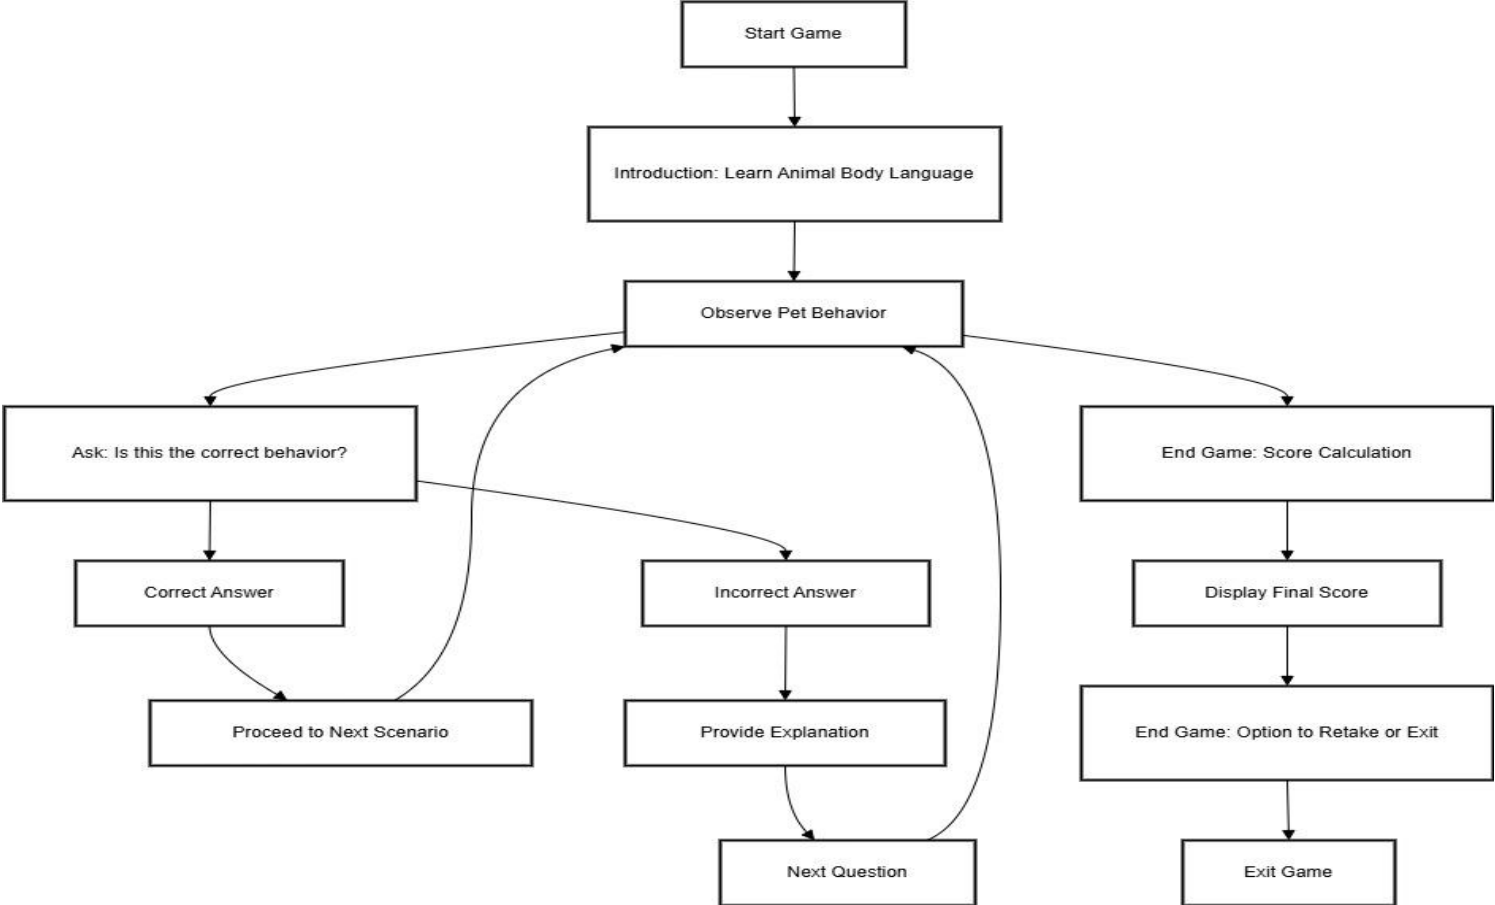 Start Game
Introduction: Learn Animal Body Language
Observe Pet Behavior
Ask: Is this the correct behavior?
End Game: Score Calculation
Correct Answer
Incorrect Answer
Display Final Score
Proceed to Next Scenario
Provide Explanation
End Game: Option to Retake or Exit
Next Question
Exit Game